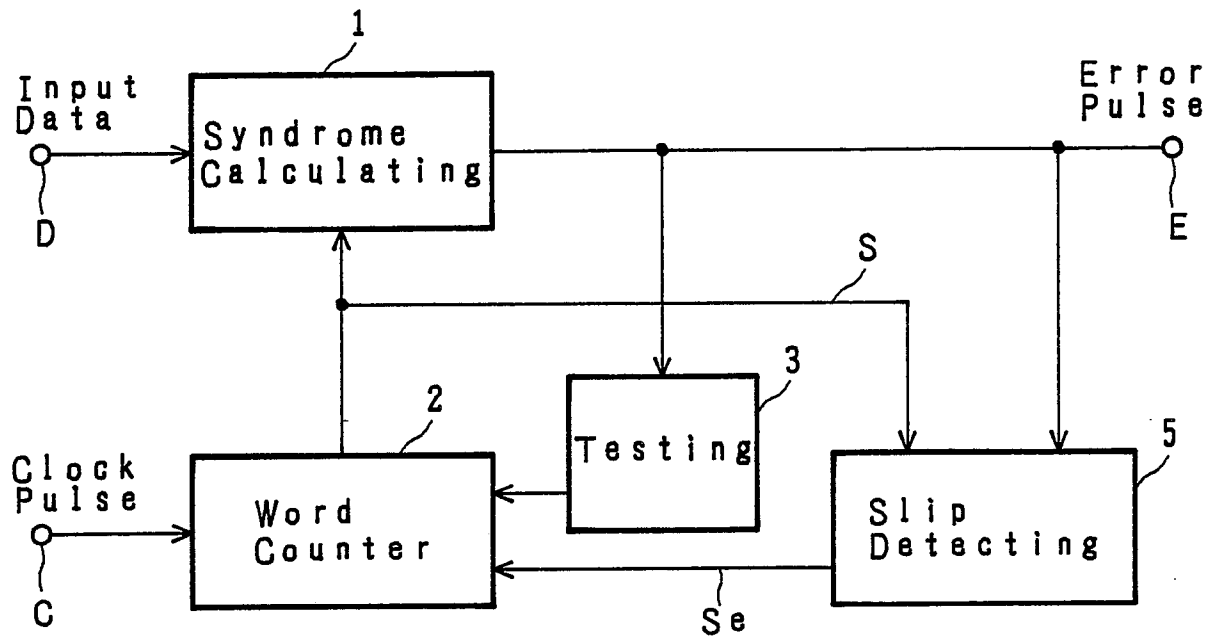 1
Input
Data
D
Syndrome
Calculating
Error
Pulse
E
S
3
Testing
2
Clock
Pulse
C
Word
Counter
5
Slip
Detecting
Se